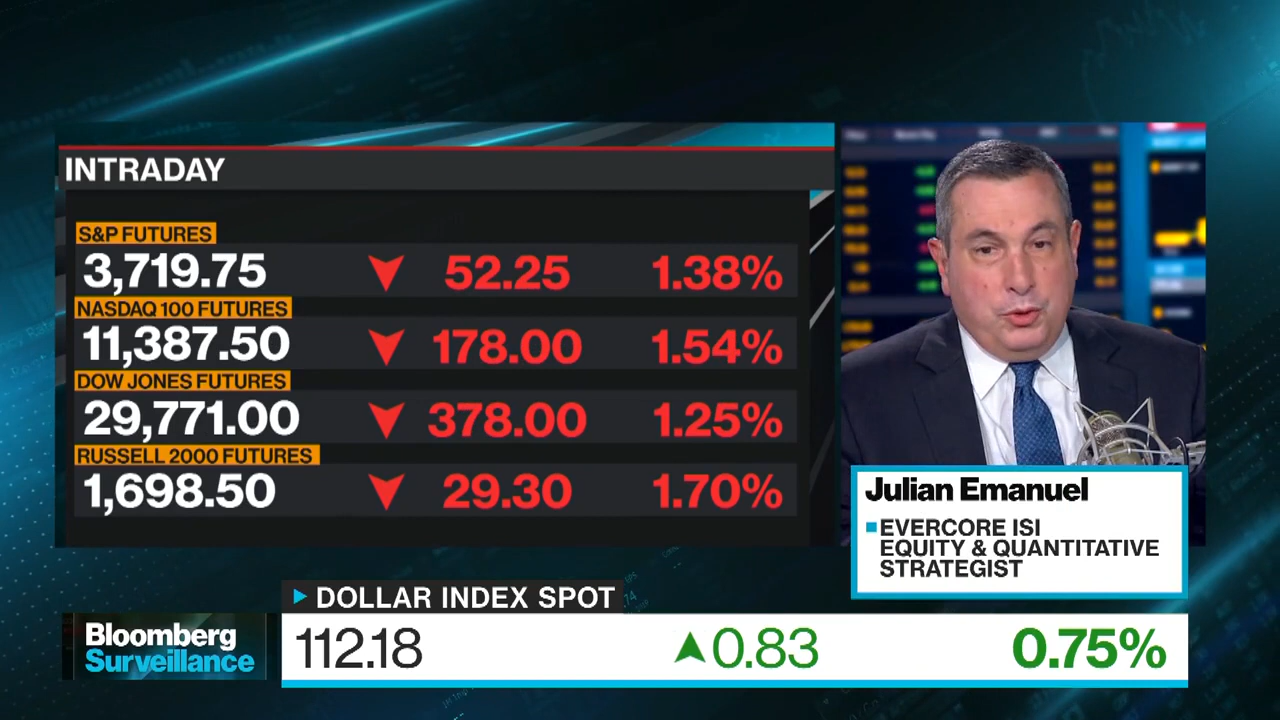 INTRADAY
S&P FUTURES
3,719.75 ▼ 52.25 1.38%
NASDAQ 100 FUTURES
11,387.50 ▼ 178.00 1.54%
DOW JONES FUTURES
29,771.00 ▼ 378.00 1.25%
RUSSELL 2000 FUTURES
1,698.50 ▼ 29.30 1.70%
Julian Emanuel
EVERCORE ISI
EQUITY & QUANTITATIVE
STRATEGIST
DOLLAR INDEX SPOT
Bloomberg
Surveillance
112.18 ▲ 0.83 0.75%